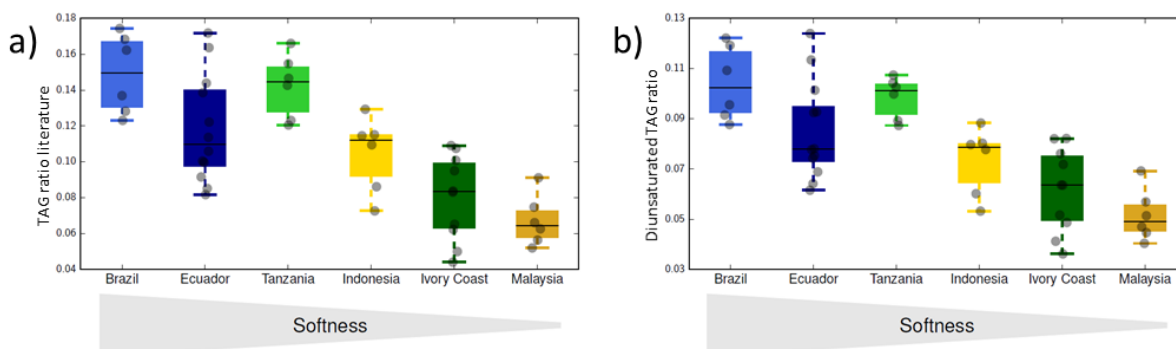 a)
TAG ratio literature
0.18
0.16
0.14
0.12
0.10
0.08
0.06
0.04
Brazil Ecuador Tanzania Indonesia Ivory Coast Malaysia
Softness
b)
Diunsaturated TAG ratio
0.13
0.11
0.09
0.07
0.05
0.03
Brazil Ecuador Tanzania Indonesia Ivory Coast Malaysia
Softness